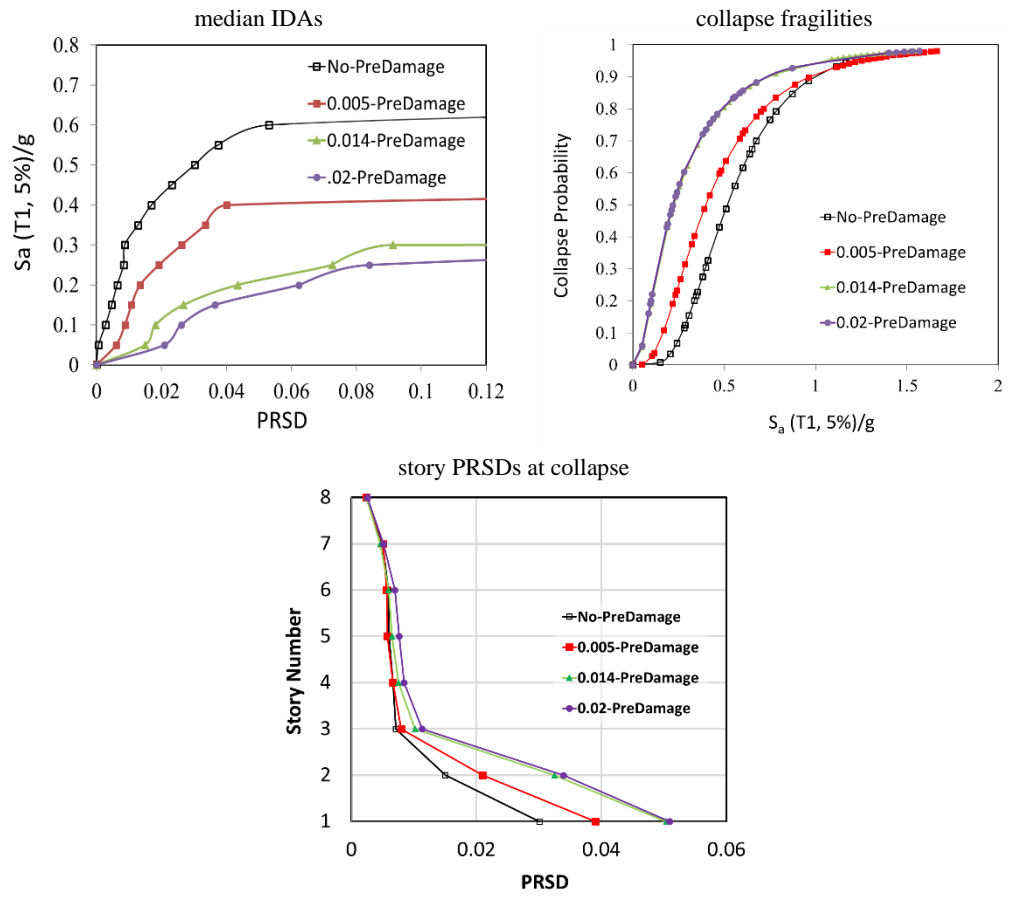 median IDAs
0.8
0.7
0.6
0.5
0.4
0.3
0.2
0.1
0
Sa (T1, 5%)/g
No-PreDamage
0.005-PreDamage
0.014-PreDamage
.02-PreDamage
0 0.02 0.04 0.06 0.08 0.1 0.12
PRSD
collapse fragilities
1
0.9
0.8
0.7
0.6
0.5
0.4
0.3
0.2
0.1
0
Collapse Probability
No-PreDamage
0.005-PreDamage
0.014-PreDamage
0.02-PreDamage
0 0.5 1 1.5 2
Sa (T1, 5%)/g
story PRSDs at collapse
8
7
6
5
4
3
2
1
Story Number
No-PreDamage
0.005-PreDamage
0.014-PreDamage
0.02-PreDamage
0 0.02 0.04 0.06
PRSD